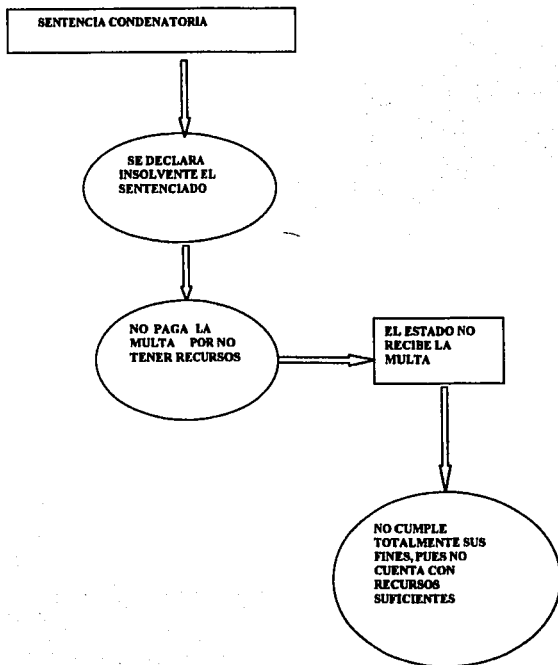 SENTENCIA CONDENATORIA
SE DECLARA
INSOLVENTE EL
SENTENCIADO
NO PAGA LA
MULTA POR NO
TENER RECURSOS
EL ESTADO NO
RECIBE LA
MULTA
NO CUMPLE
TOTALMENTE SUS
FINES, PUES NO
CUENTA CON
RECURSOS
SUFICIENTES